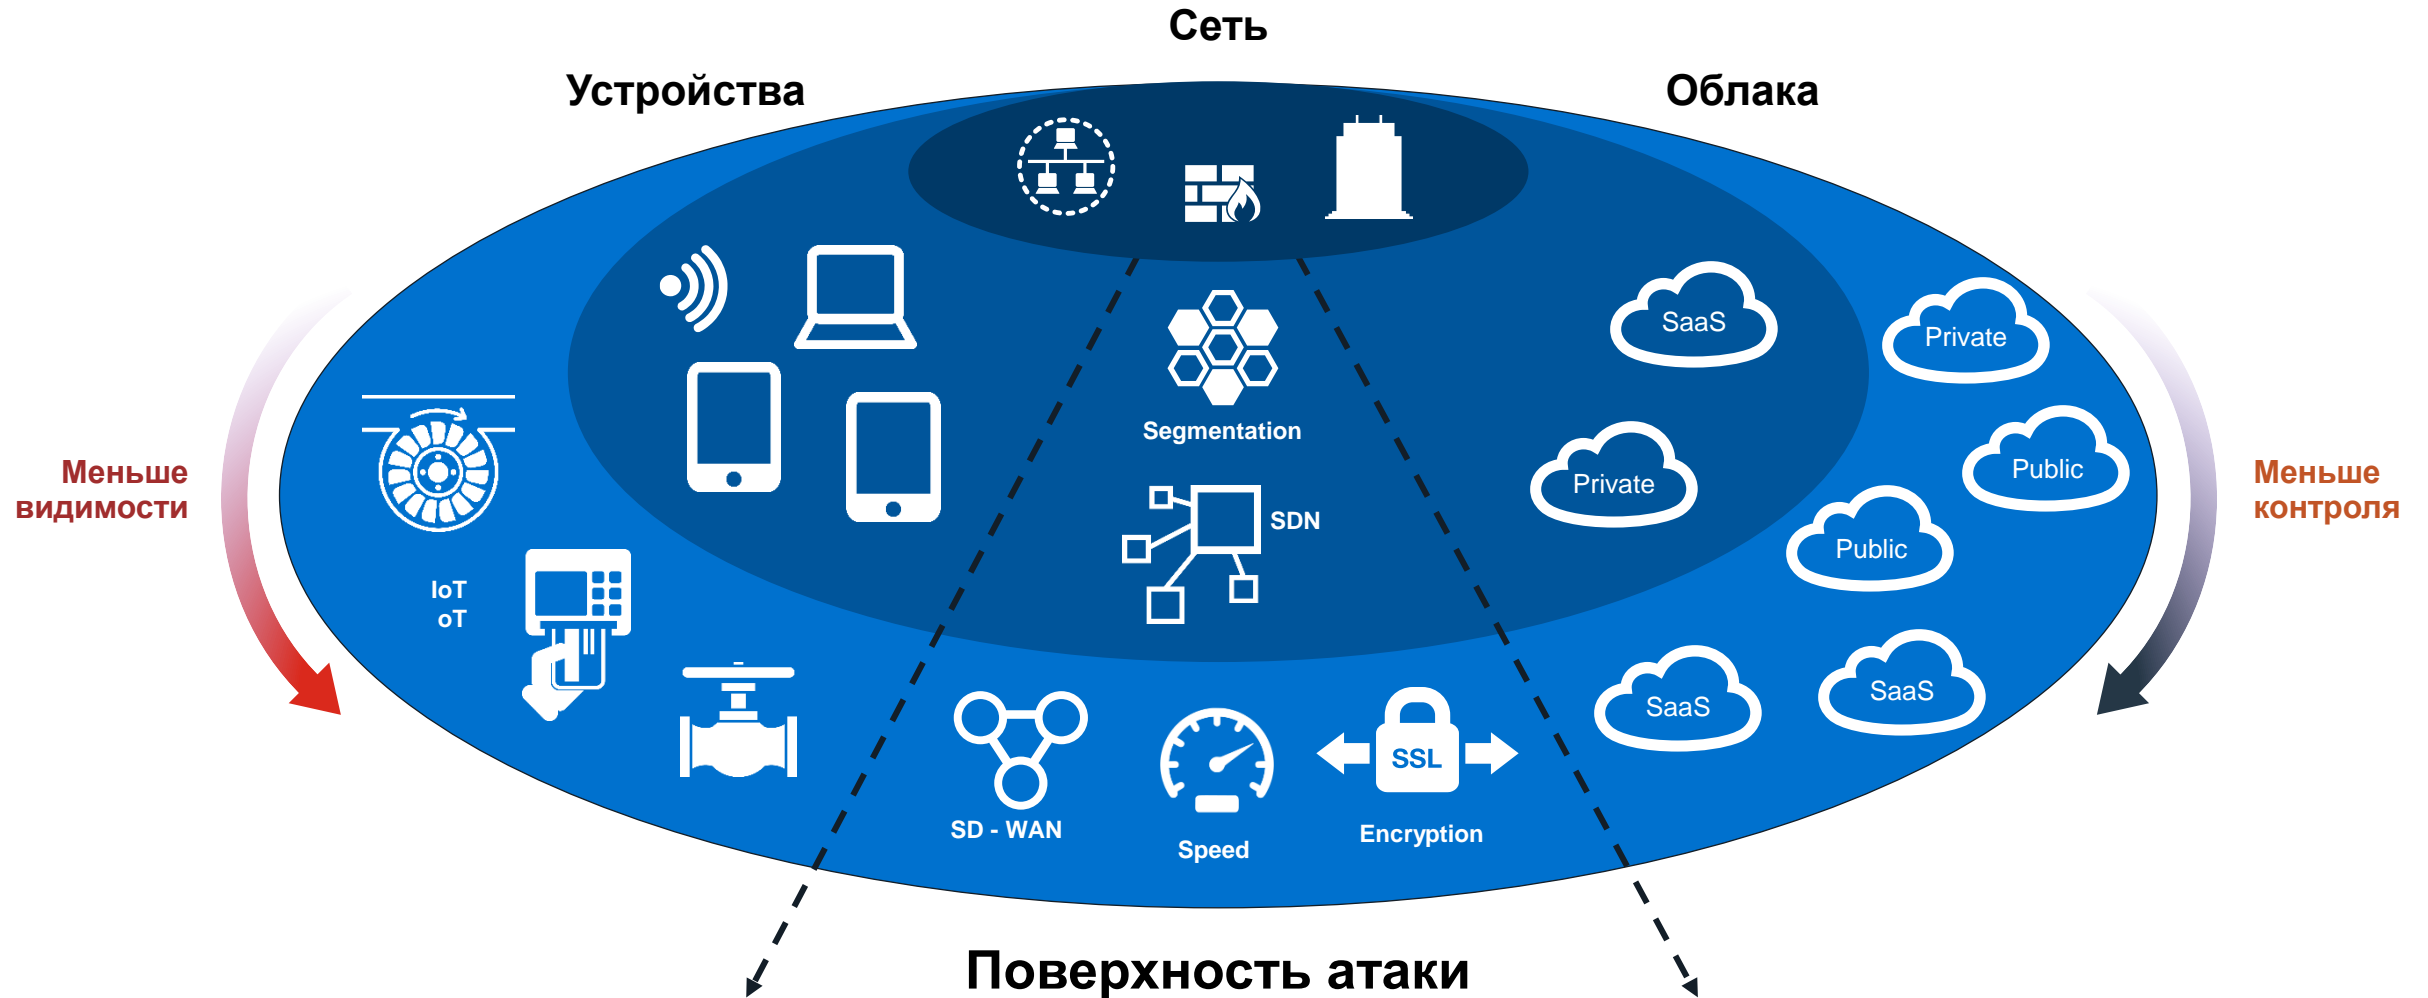 Сеть
Устройства
Облака
SaaS
Private
Segmentation
Меньше
видимости
Private
Public
Меньше
контроля
SDN
Public
IoT
oT
SaaS
SaaS
SSL
SD - WAN
Speed
Encryption
Поверхность атаки